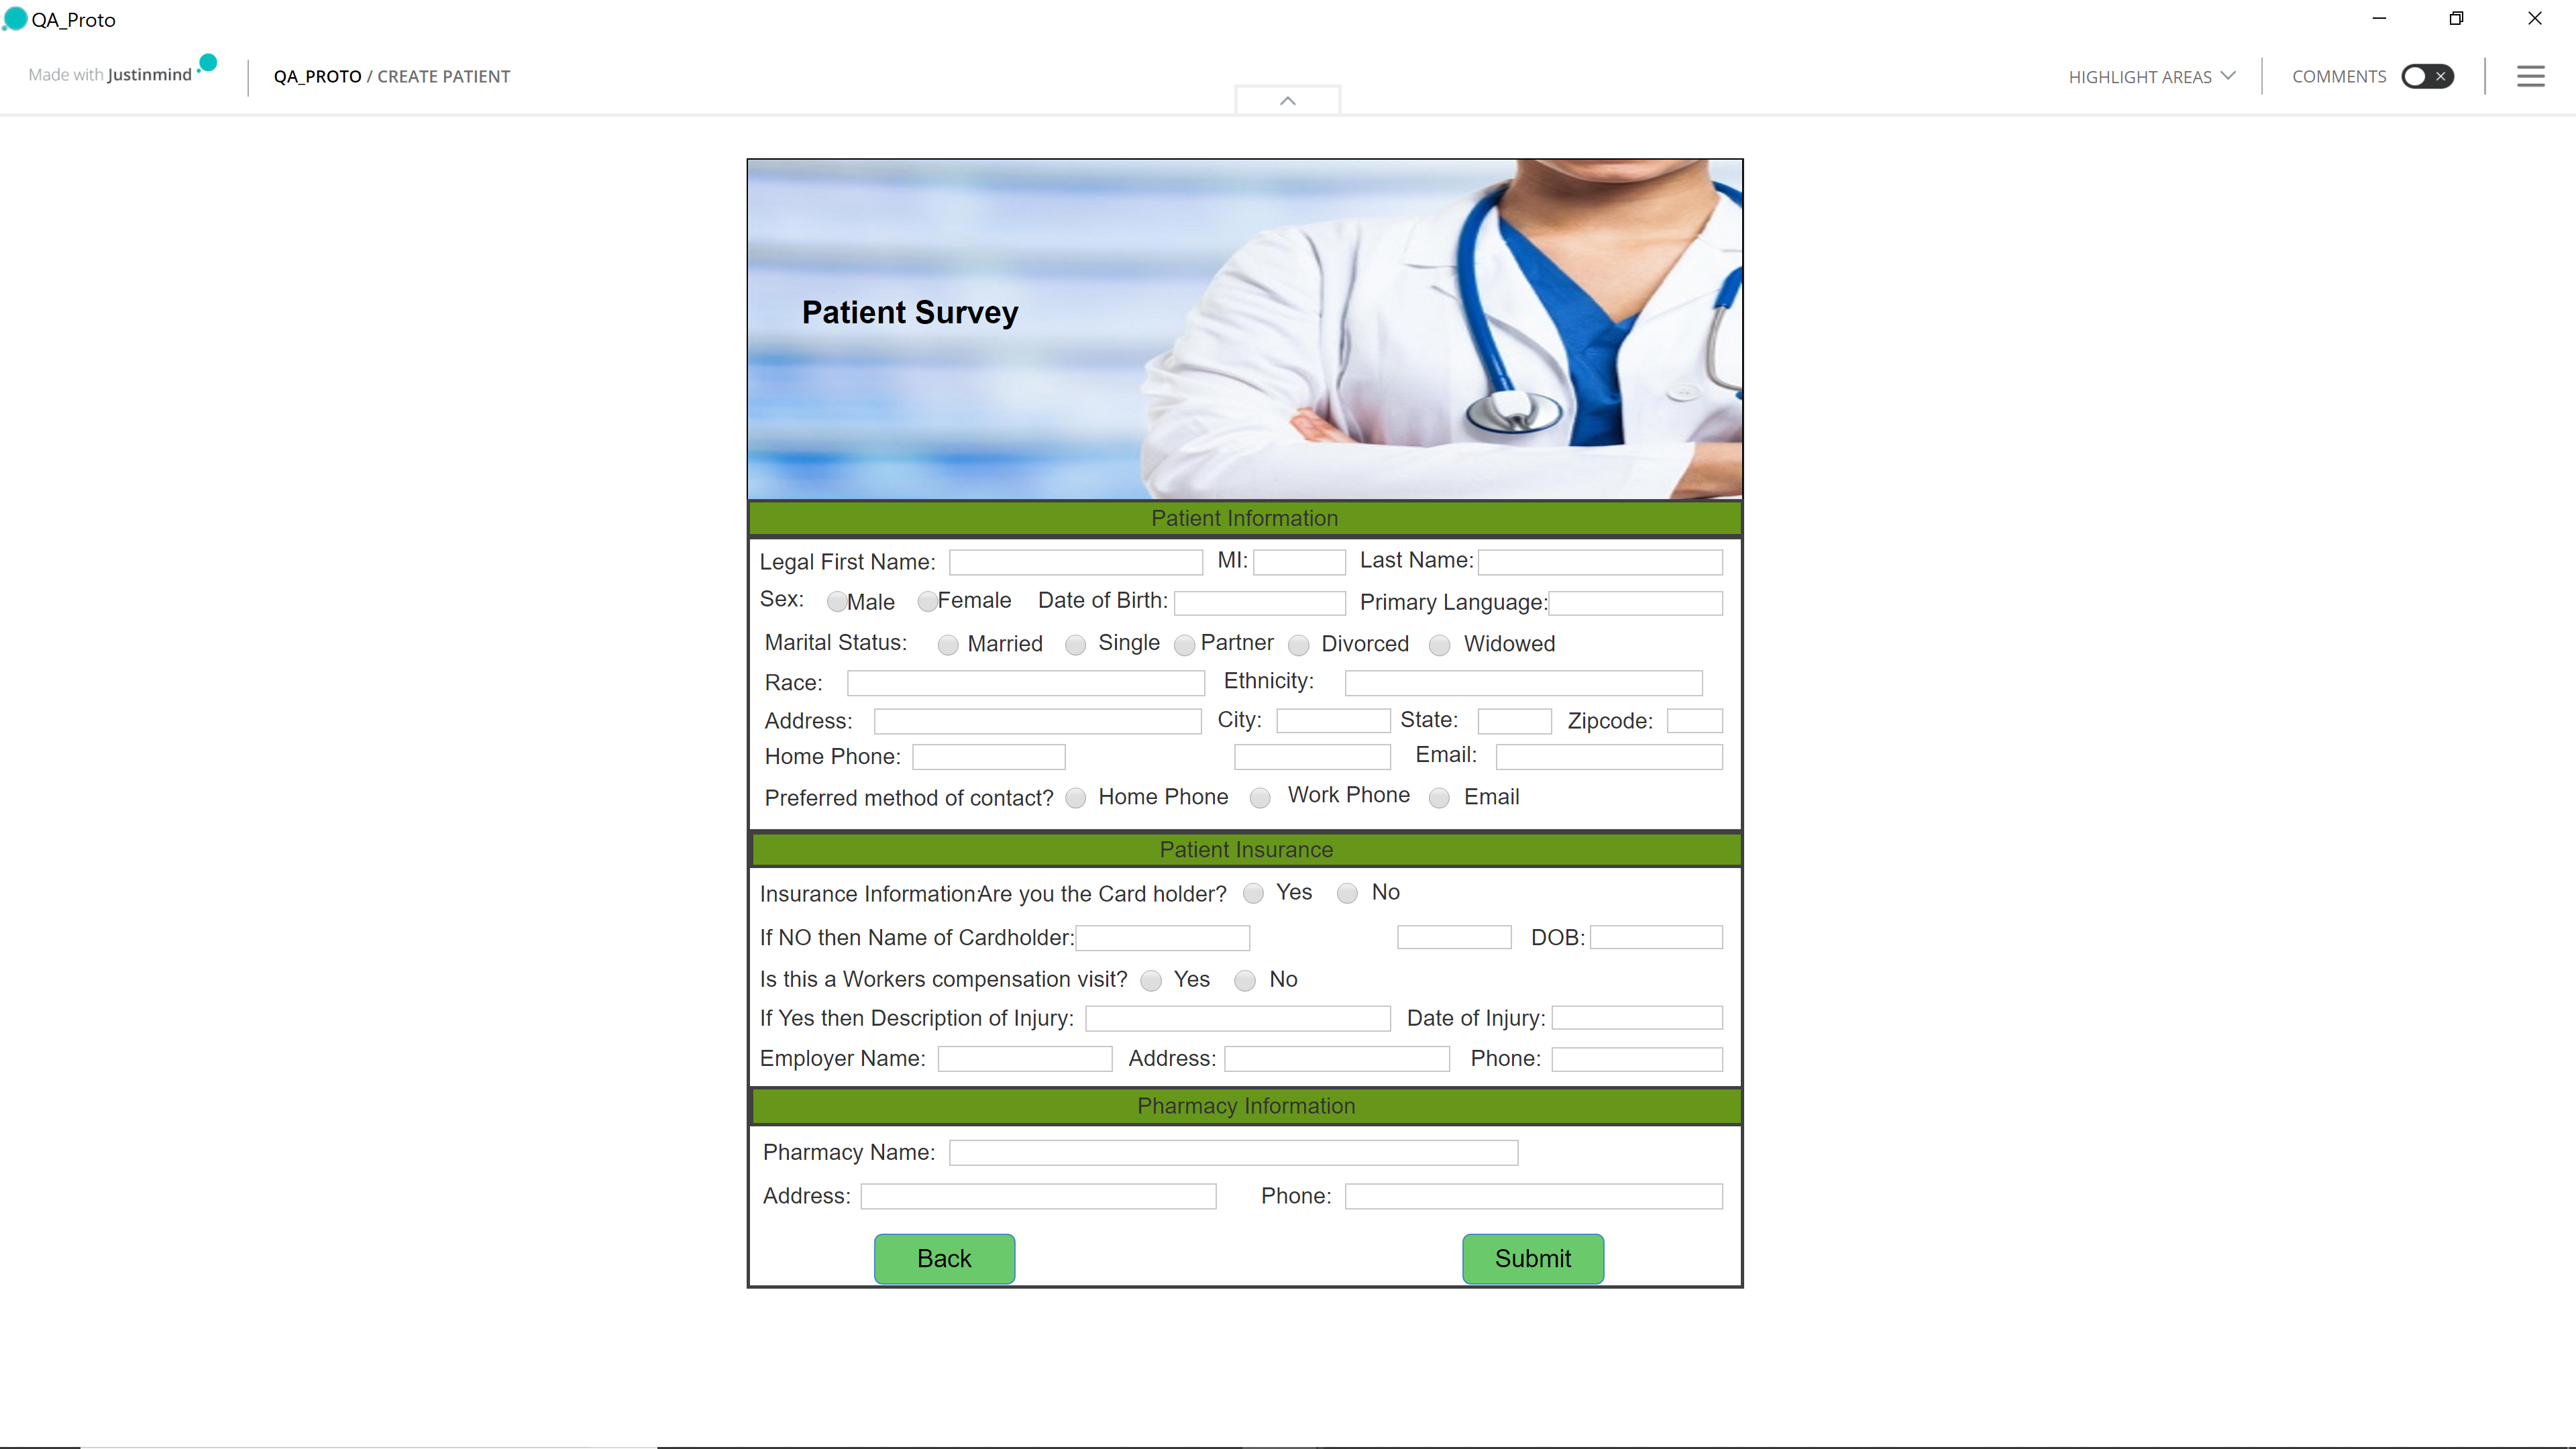 QA_Proto
Made with Justinmind
QA_PROTO / CREATE PATIENT
HIGHLIGHT AREAS
COMMENTS
Patient Survey
Patient Information
Legal First Name: MI: Last Name:
Sex: Male Female Date of Birth: Primary Language:
Marital Status: Married Single Partner Divorced Widowed
Race: Ethnicity:
Address: City: State: Zipcode:
Home Phone: Email:
Preferred method of contact? Home Phone Work Phone Email
Patient Insurance
Insurance Information: Are you the Card holder? Yes No
If NO then Name of Cardholder: DOB:
Is this a Workers compensation visit? Yes No
If Yes then Description of Injury: Date of Injury:
Employer Name: Address: Phone:
Pharmacy Information
Pharmacy Name:
Address: Phone:
Back Submit